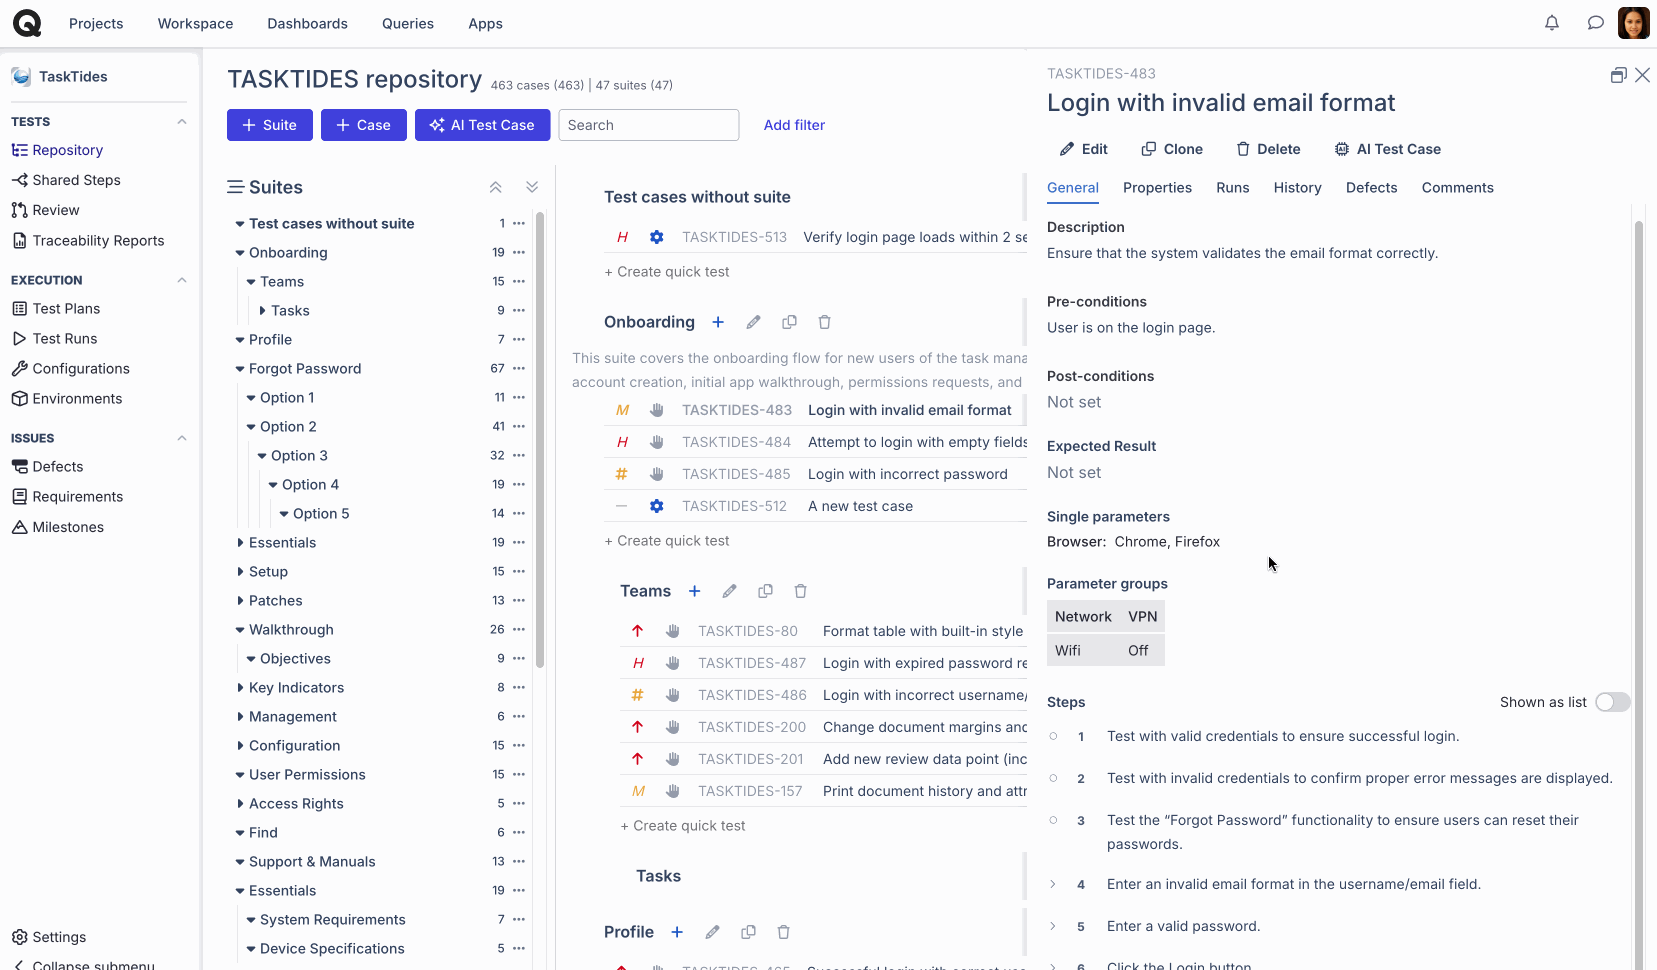 Projects
Workspace
Dashboards
Queries
Apps
TaskTides
TESTS
Repository
Shared Steps
Review
Traceability Reports
EXECUTION
Test Plans
Test Runs
Configurations
Environments
ISSUES
Defects
Requirements
Milestones
Settings
Collapse submenu
TASKTIDES repository 463 cases (463) | 47 suites (47)
+ Suite
+ Case
AI Test Case
Search
Add filter
Suites
Test cases without suite 1
Onboarding 19
Teams 15
Tasks 9
Profile 7
Forgot Password 67
Option 1 11
Option 2 41
Option 3 32
Option 4 19
Option 5 14
Essentials 19
Setup 15
Patches 13
Walkthrough 26
Objectives 9
Key Indicators 8
Management 6
Configuration 15
User Permissions 15
Access Rights 5
Find 6
Support & Manuals 13
Essentials 19
System Requirements 7
Device Specifications 5
Test cases without suite
H TASKTIDES-513 Verify login page loads within 2 se
+ Create quick test
Onboarding
This suite covers the onboarding flow for new users of the task mana
account creation, initial app walkthrough, permissions requests, and
M TASKTIDES-483 Login with invalid email format
H TASKTIDES-484 Attempt to login with empty fields
# TASKTIDES-485 Login with incorrect password
TASKTIDES-512 A new test case
+ Create quick test
Teams
TASKTIDES-80 Format table with built-in style
H TASKTIDES-487 Login with expired password re
# TASKTIDES-486 Login with incorrect username/
TASKTIDES-200 Change document margins and
TASKTIDES-201 Add new review data point (inc
M TASKTIDES-157 Print document history and attr
+ Create quick test
Tasks
Profile
TASKTIDES-483
Login with invalid email format
Edit
Clone
Delete
AI Test Case
General
Properties
Runs
History
Defects
Comments
Description
Ensure that the system validates the email format correctly.
Pre-conditions
User is on the login page.
Post-conditions
Not set
Expected Result
Not set
Single parameters
Browser: Chrome, Firefox
Parameter groups
Network VPN
Wifi Off
Steps
Shown as list
1 Test with valid credentials to ensure successful login.
2 Test with invalid credentials to confirm proper error messages are displayed.
3 Test the “Forgot Password” functionality to ensure users can reset their
passwords.
4 Enter an invalid email format in the username/email field.
5 Enter a valid password.
6 Click the Login button